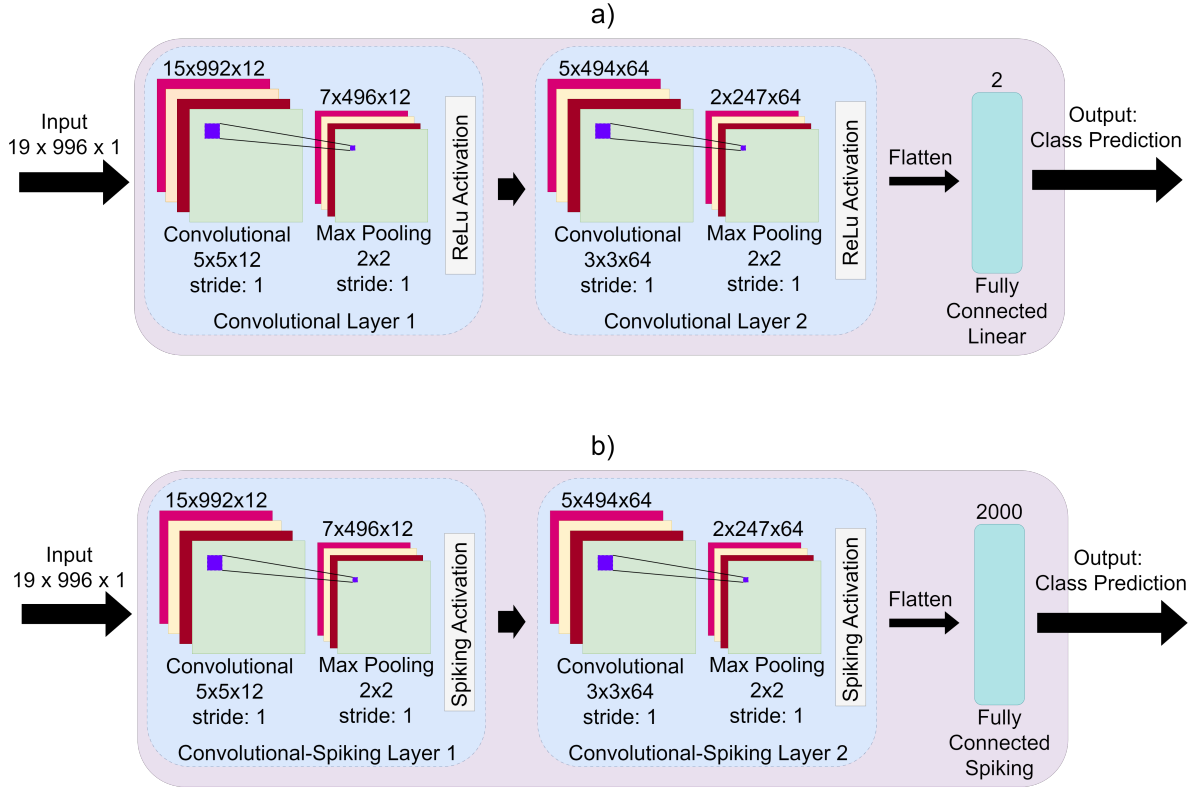 a)
Input
19 x 996 x 1
15x992x12
7x496x12
Convolutional
5x5x12
stride: 1
Max Pooling
2x2
stride: 1
ReLu Activation
Convolutional Layer 1
5x494x64
2x247x64
Convolutional
3x3x64
stride: 1
Max Pooling
2x2
stride: 1
ReLu Activation
Convolutional Layer 2
Flatten
2
Fully
Connected
Linear
Output:
Class Prediction
b)
Input
19 x 996 x 1
15x992x12
7x496x12
Convolutional
5x5x12
stride: 1
Max Pooling
2x2
stride: 1
Spiking Activation
Convolutional-Spiking Layer 1
5x494x64
2x247x64
Convolutional
3x3x64
stride: 1
Max Pooling
2x2
stride: 1
Spiking Activation
Convolutional-Spiking Layer 2
Flatten
2000
Fully
Connected
Spiking
Output:
Class Prediction